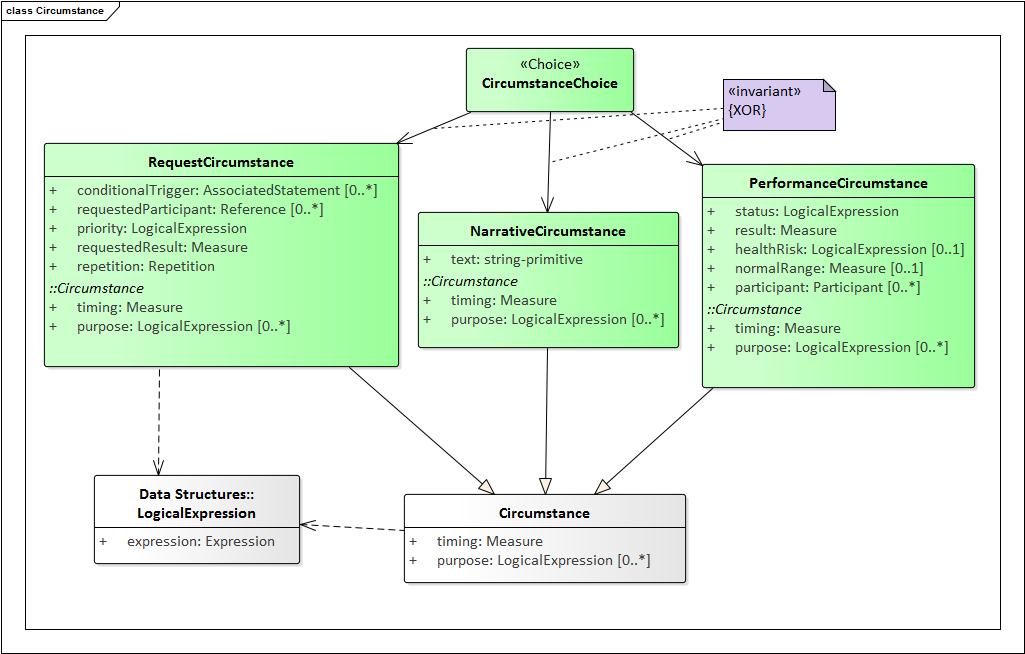 class Circumstance
«Choice»
CircumstanceChoice
«invariant»
{XOR}
RequestCircumstance
+ conditionalTrigger: AssociatedStatement [0..*]
+ requestedParticipant: Reference [0..*]
+ priority: LogicalExpression
+ requestedResult: Measure
+ repetition: Repetition
::Circumstance
+ timing: Measure
+ purpose: LogicalExpression [0..*]
NarrativeCircumstance
+ text: string-primitive
::Circumstance
+ timing: Measure
+ purpose: LogicalExpression [0..*]
PerformanceCircumstance
+ status: LogicalExpression
+ result: Measure
+ healthRisk: LogicalExpression [0..1]
+ normalRange: Measure [0..1]
+ participant: Participant [0..*]
::Circumstance
+ timing: Measure
+ purpose: LogicalExpression [0..*]
Data Structures::
LogicalExpression
+ expression: Expression
Circumstance
+ timing: Measure
+ purpose: LogicalExpression [0..*]